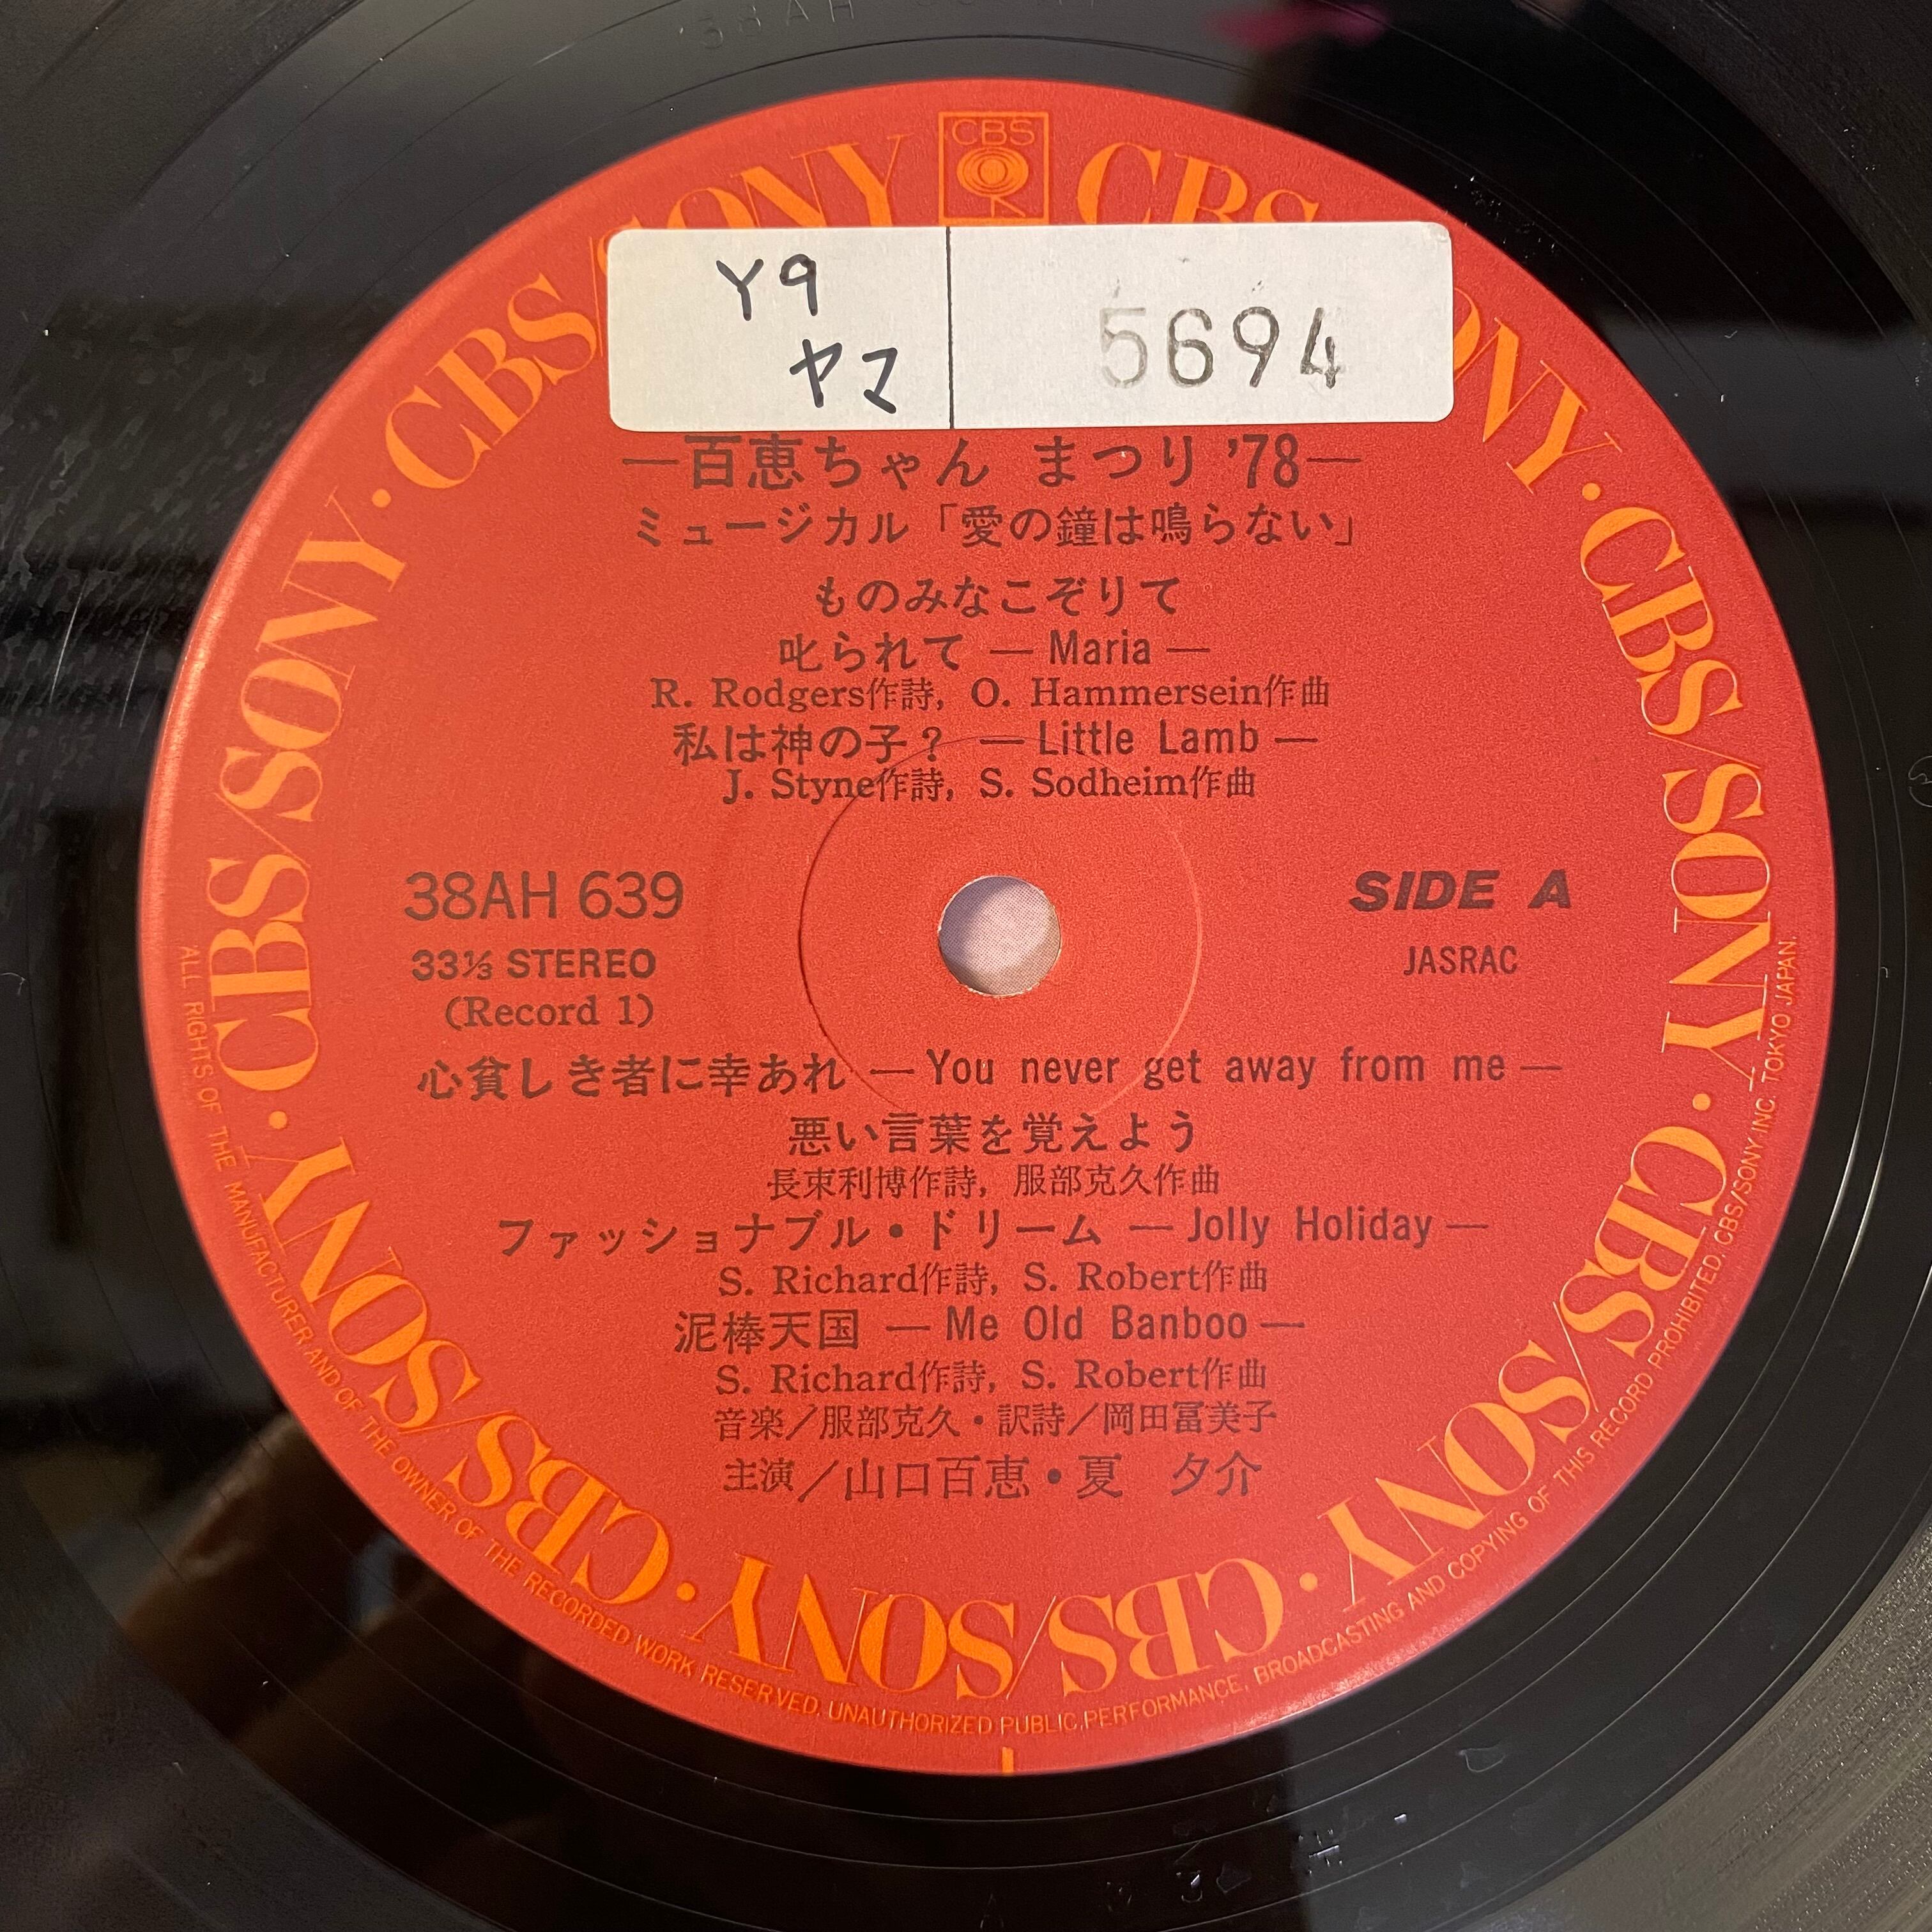 CBS
CBS/SONY・CBS/SONY・CBS/SONY・CBS/SONY・CBS/SONY・CBS/SONY・CBS/SONY・CBS/SONY
Y9
ヤマ
5694
—百恵ちゃん まつり '78—
ミュージカル「愛の鐘は鳴らない」
ものみなこぞりて
叱られて — Maria —
R. Rodgers作詩, O. Hammersein作曲
私は神の子？ — Little Lamb —
J. Styne作詩, S. Sodheim作曲
38AH 639
33⅓ STEREO
(Record 1)
SIDE A
JASRAC
心貧しき者に幸あれ — You never get away from me —
悪い言葉を覚えよう
長束利博作詩, 服部克久作曲
ファッショナブル・ドリーム — Jolly Holiday —
S. Richard作詩, S. Robert作曲
泥棒天国 — Me Old Banboo —
S. Richard作詩, S. Robert作曲
音楽／服部克久・訳詩／岡田冨美子
主演／山口百恵・夏 夕介
ALL RIGHTS OF THE MANUFACTURER AND OF THE OWNER OF THE RECORDED WORK RESERVED. UNAUTHORIZED PUBLIC PERFORMANCE, BROADCASTING AND COPYING OF THIS RECORD PROHIBITED. CBS/SONY INC. TOKYO JAPAN.